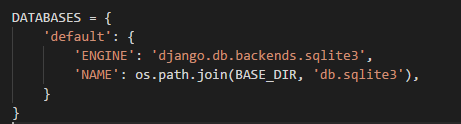 DATABASES = {
    'default': {
        'ENGINE': 'django.db.backends.sqlite3',
        'NAME': os.path.join(BASE_DIR, 'db.sqlite3'),
    }
}